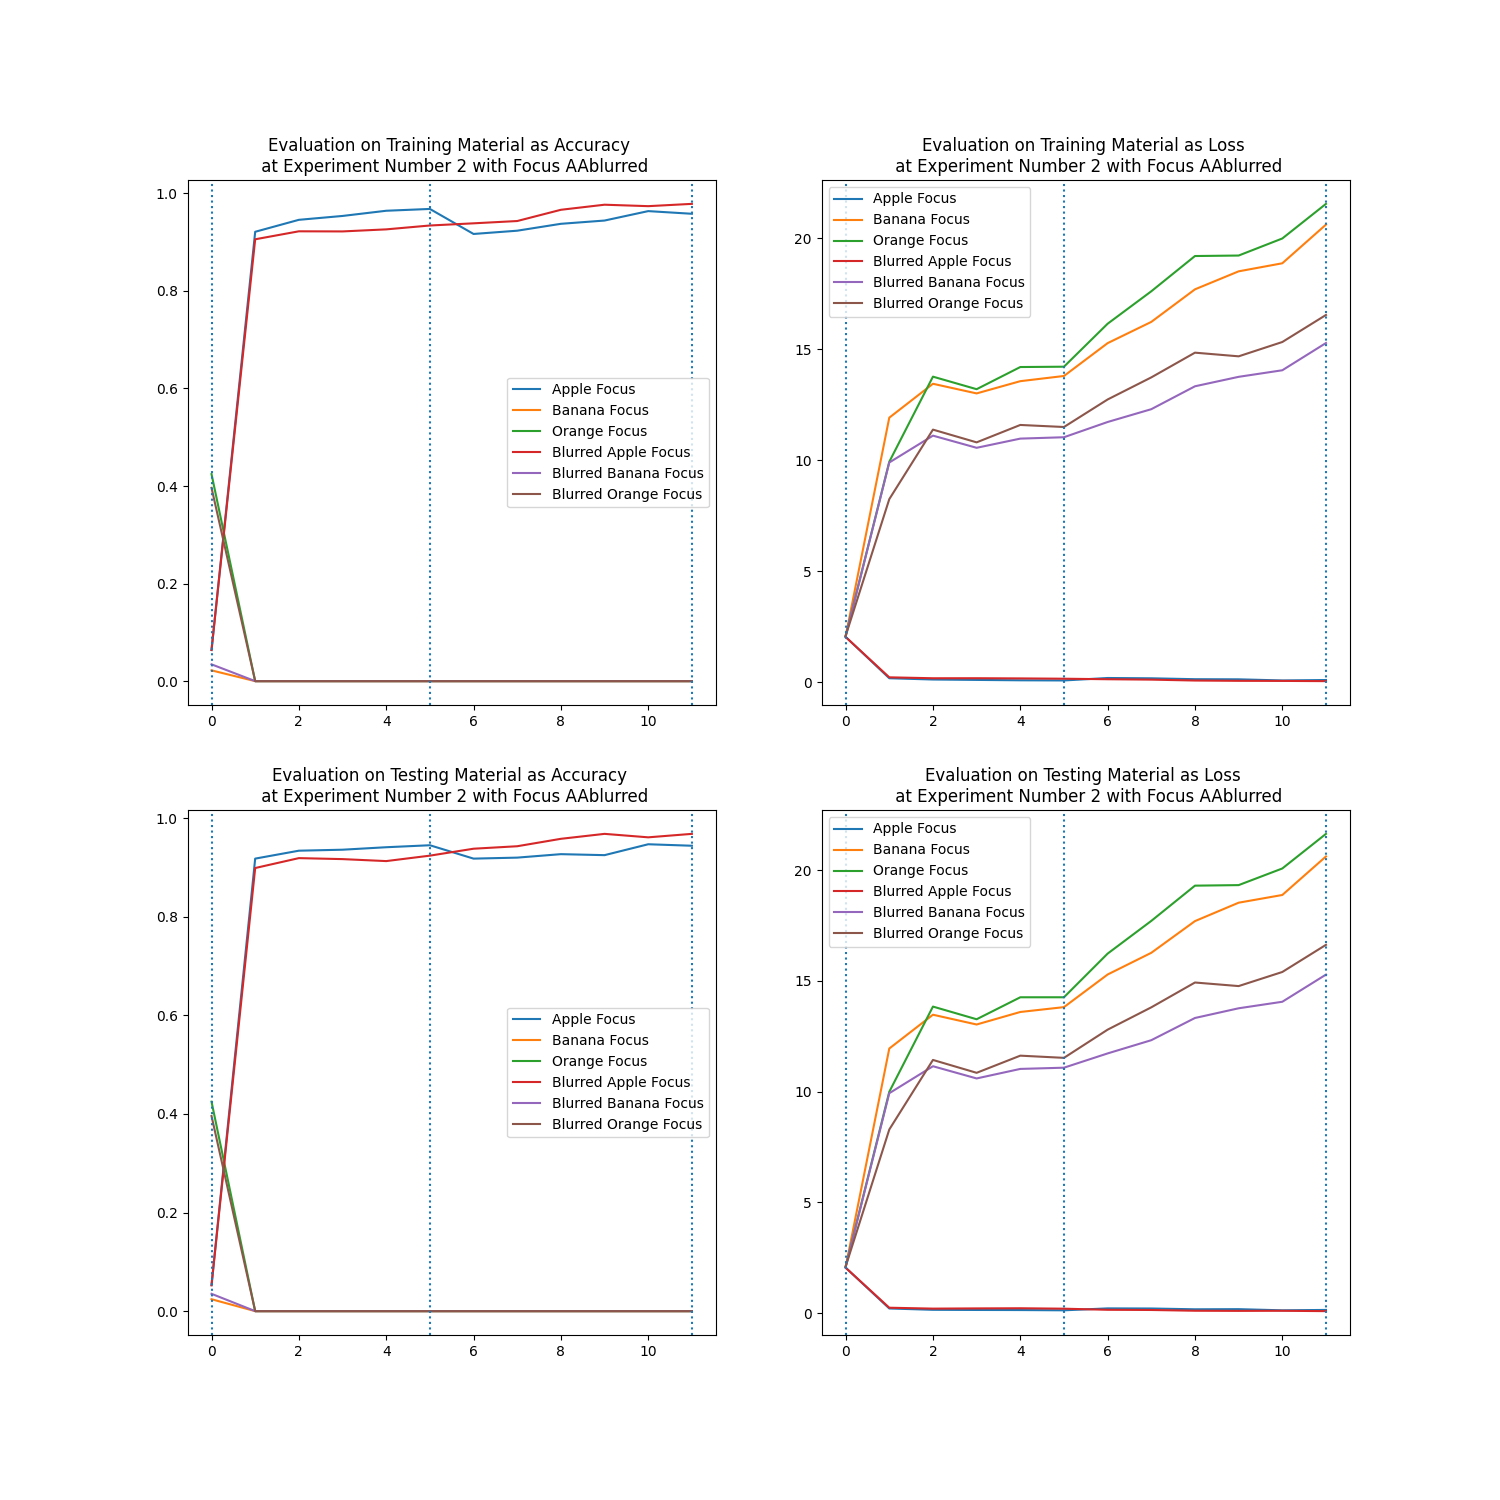 Evaluation on Training Material as Accuracy
at Experiment Number 2 with Focus AAblurred
1.0
0.8
0.6
0.4
0.2
0.0
0 2 4 6 8 10
Apple Focus
Banana Focus
Orange Focus
Blurred Apple Focus
Blurred Banana Focus
Blurred Orange Focus
Evaluation on Training Material as Loss
at Experiment Number 2 with Focus AAblurred
Apple Focus
Banana Focus
Orange Focus
Blurred Apple Focus
Blurred Banana Focus
Blurred Orange Focus
20
15
10
5
0
0 2 4 6 8 10
Evaluation on Testing Material as Accuracy
at Experiment Number 2 with Focus AAblurred
1.0
0.8
0.6
0.4
0.2
0.0
0 2 4 6 8 10
Apple Focus
Banana Focus
Orange Focus
Blurred Apple Focus
Blurred Banana Focus
Blurred Orange Focus
Evaluation on Testing Material as Loss
at Experiment Number 2 with Focus AAblurred
Apple Focus
Banana Focus
Orange Focus
Blurred Apple Focus
Blurred Banana Focus
Blurred Orange Focus
20
15
10
5
0
0 2 4 6 8 10